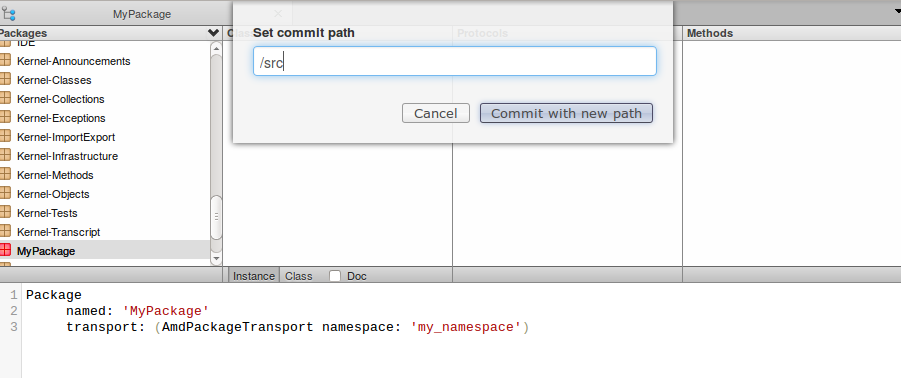 MyPackage
Set commit path
Packages
Protocols
Methods
/src
Cancel
Commit with new path
IDE
Kernel-Announcements
Kernel-Classes
Kernel-Collections
Kernel-Exceptions
Kernel-ImportExport
Kernel-Infrastructure
Kernel-Methods
Kernel-Objects
Kernel-Tests
Kernel-Transcript
MyPackage
Instance Class Doc
1 Package
2 named: 'MyPackage'
3 transport: (AmdPackageTransport namespace: 'my_namespace')